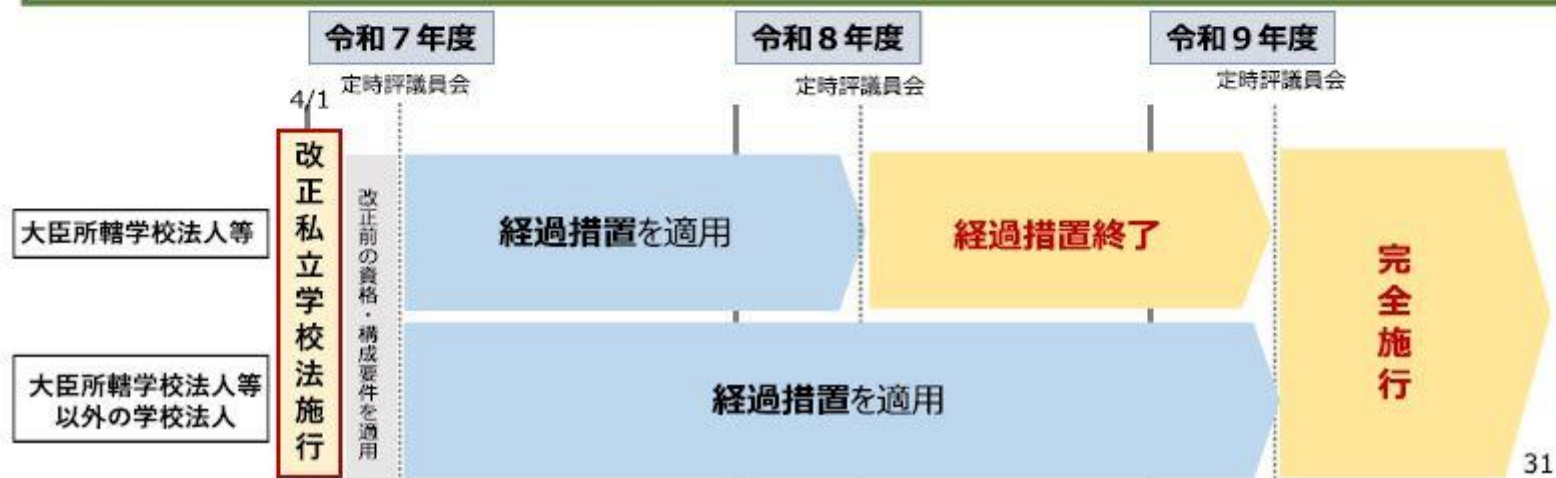 令和７年度
令和８年度
令和９年度
定時評議員会
定時評議員会
定時評議員会
4/1
改正私立学校法施行
改正前の資格・構成要件を適用
大臣所轄学校法人等
経過措置を適用
経過措置終了
完全施行
大臣所轄学校法人等
以外の学校法人
経過措置を適用
31